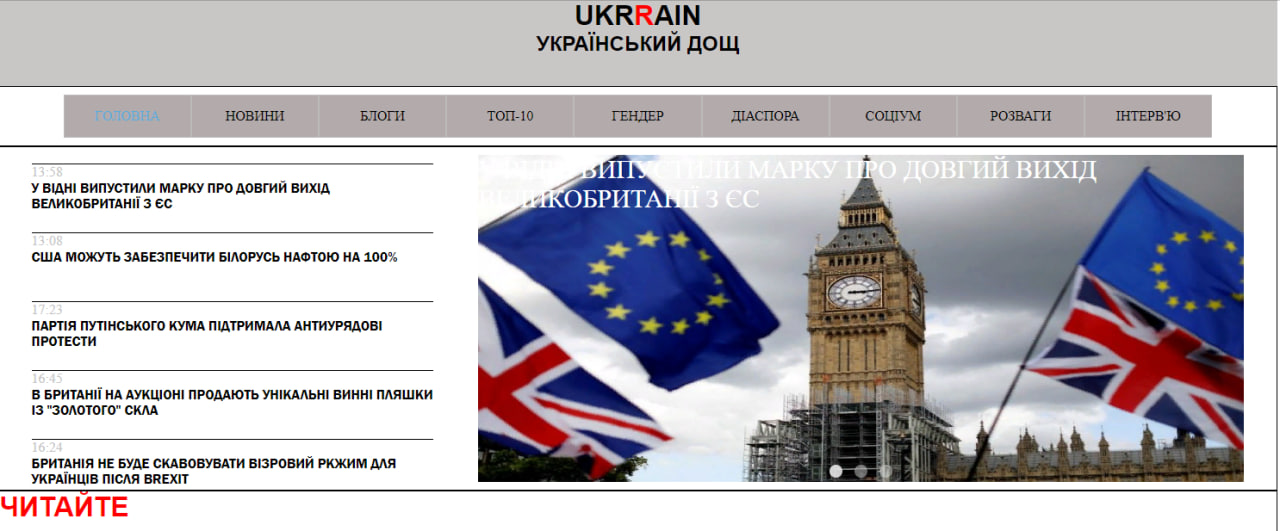 UKRRAIN
УКРАЇНСЬКИЙ ДОЩ
ГОЛОВНА НОВИНИ БЛОГИ ТОП-10 ГЕНДЕР ДІАСПОРА СОЦІУМ РОЗВАГИ ІНТЕРВ'Ю
13:58
У ВІДНІ ВИПУСТИЛИ МАРКУ ПРО ДОВГИЙ ВИХІД
ВЕЛИКОБРИТАНІЇ З ЄС
13:08
США МОЖУТЬ ЗАБЕЗПЕЧИТИ БІЛОРУСЬ НАФТОЮ НА 100%
17:23
ПАРТІЯ ПУТІНСЬКОГО КУМА ПІДТРИМАЛА АНТИУРЯДОВІ
ПРОТЕСТИ
16:45
В БРИТАНІЇ НА АУКЦІОНІ ПРОДАЮТЬ УНІКАЛЬНІ ВИННІ ПЛЯШКИ
ІЗ "ЗОЛОТОГО" СКЛА
16:24
БРИТАНІЯ НЕ БУДЕ СКАВОВУВАТИ ВІЗРОВИЙ РКЖИМ ДЛЯ
УКРАЇНЦІВ ПІСЛЯ BREXIT
У ВІДНІ ВИПУСТИЛИ МАРКУ ПРО ДОВГИЙ ВИХІД
ВЕЛИКОБРИТАНІЇ З ЄС
ЧИТАЙТЕ